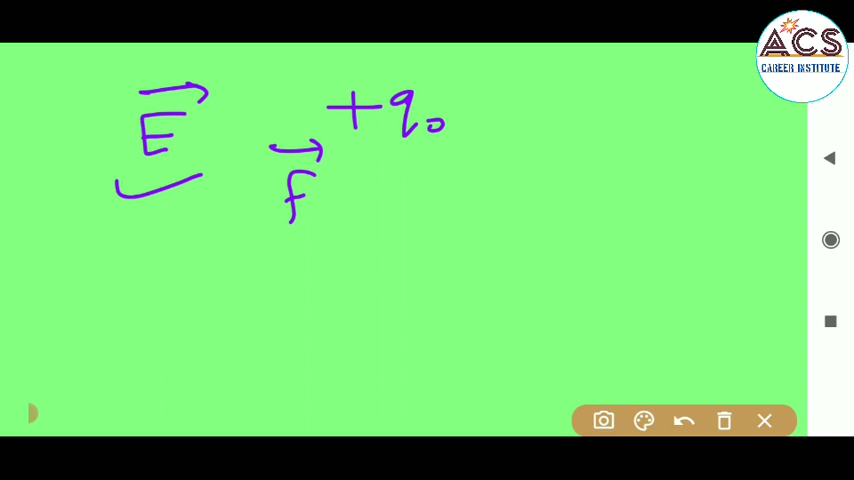 ACS
CAREER INSTITUTE
E⃗ +q₀
F⃗